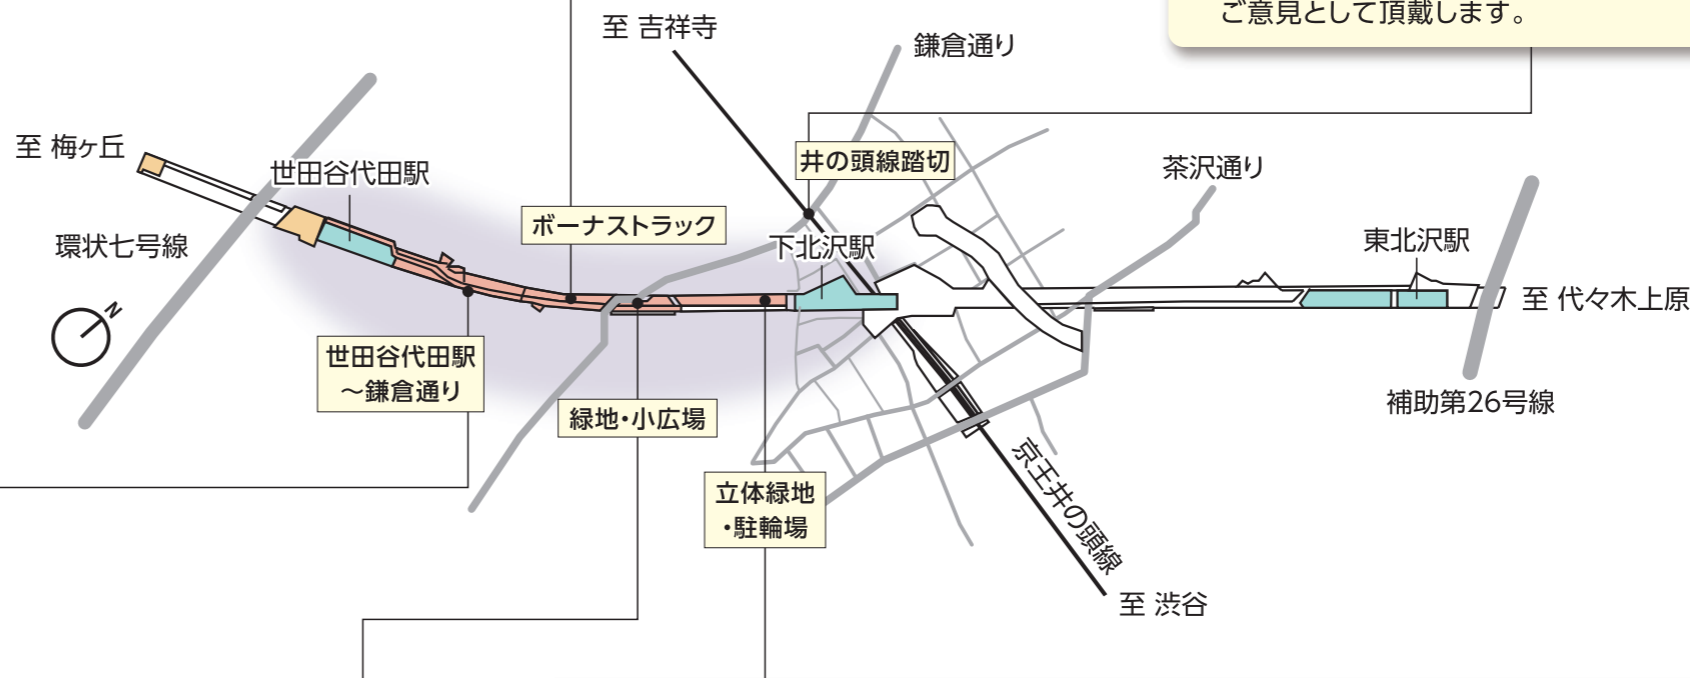 ご意見として頂戴します。
至 吉祥寺
鎌倉通り
至 梅ヶ丘
世田谷代田駅
井の頭線踏切
茶沢通り
ボーナストラック
環状七号線
下北沢駅
東北沢駅
至 代々木上原
N
世田谷代田駅
～鎌倉通り
緑地・小広場
補助第26号線
立体緑地
・駐輪場
京王井の頭線
至 渋谷